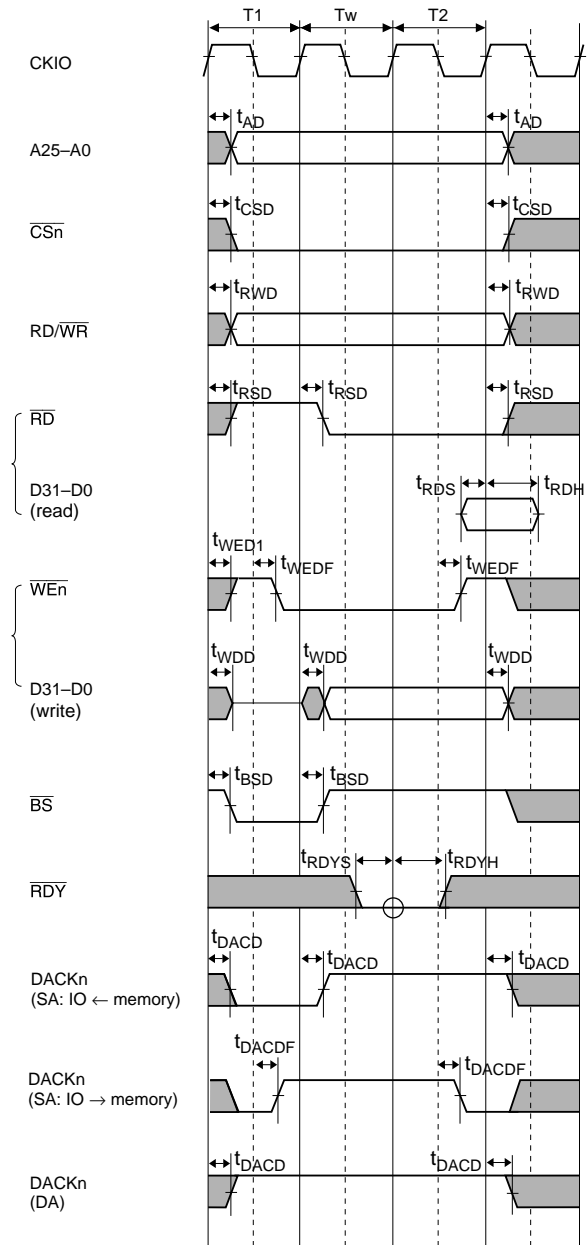 T1 Tw T2
CKIO
tAD tAD
A25–A0
tCSD tCSD
CSn
tRWD tRWD
RD/WR
tRSD tRSD tRSD
RD
tRDS tRDH
D31–D0
(read)
tWED1 tWEDF tWEDF
WEn
tWDD tWDD tWDD
D31–D0
(write)
tBSD tBSD
BS
tRDYS tRDYH
RDY
tDACD tDACD tDACD
DACKn
(SA: IO ← memory)
tDACDF tDACDF
DACKn
(SA: IO → memory)
tDACD tDACD
DACKn
(DA)